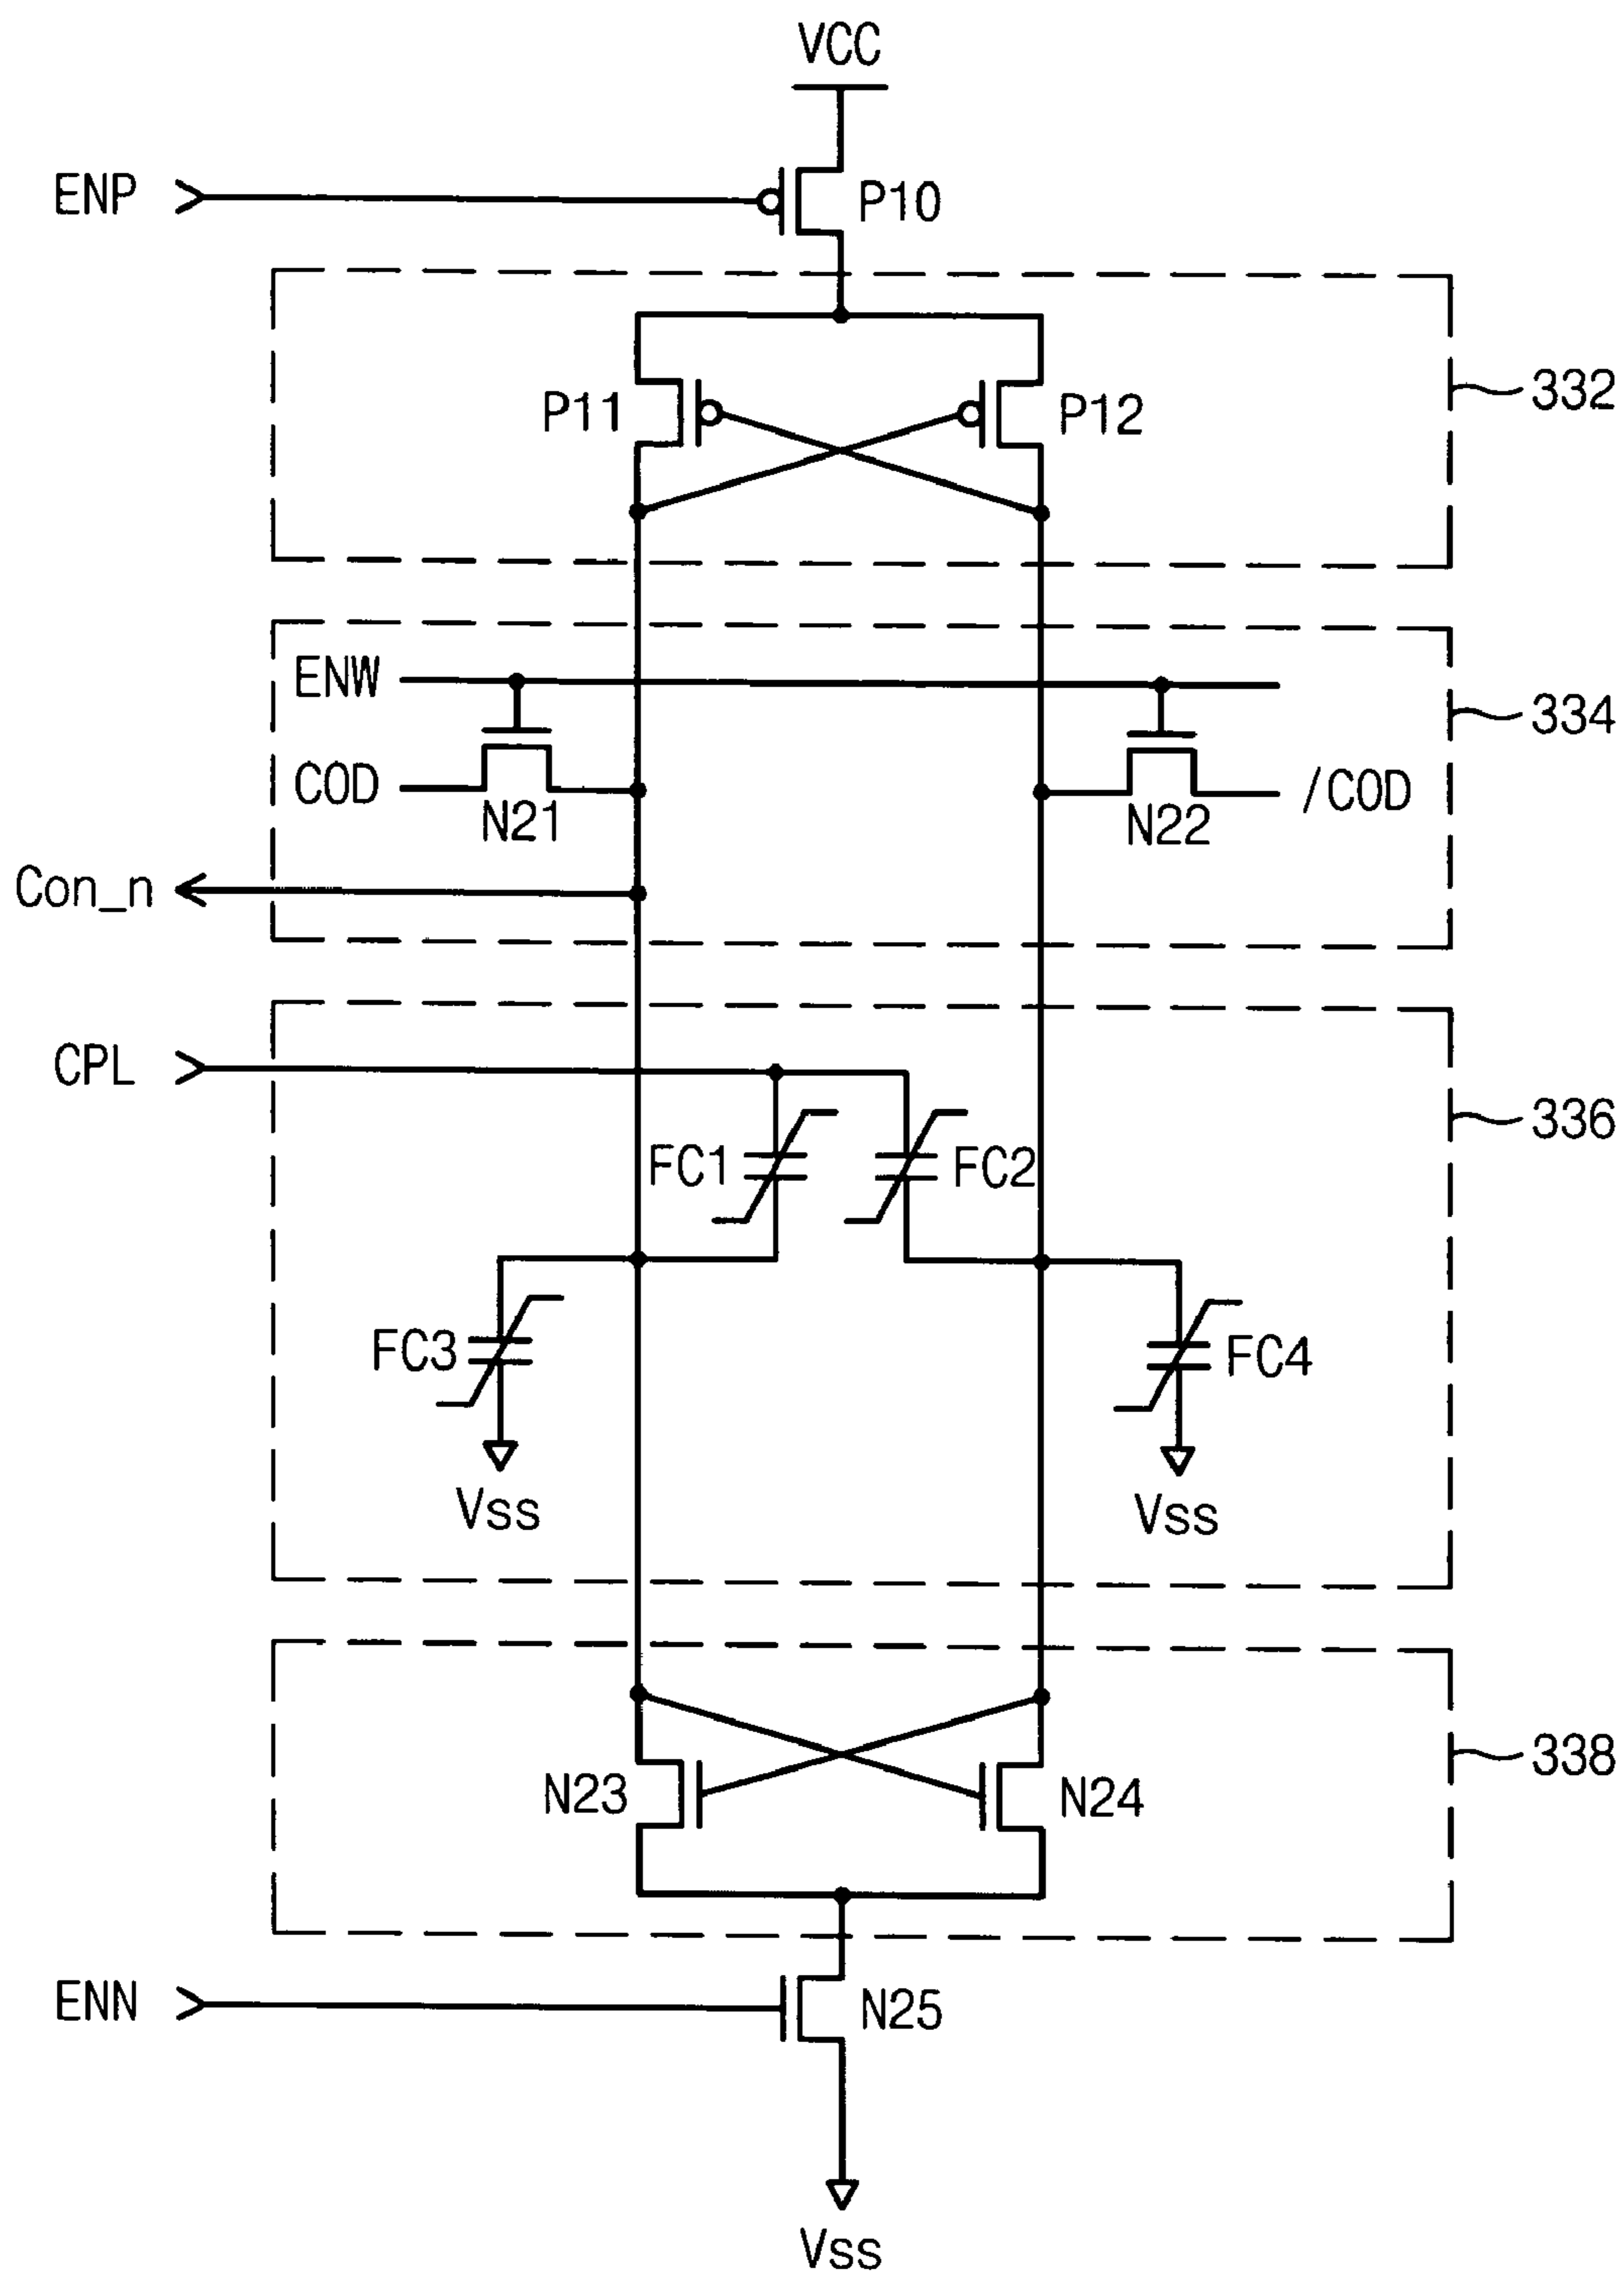 VCC
ENP
P10
P11
P12
332
ENW
334
COD
N21
N22
/COD
Con_n
CPL
336
FC1
FC2
FC3
FC4
Vss
Vss
338
N23
N24
ENN
N25
Vss